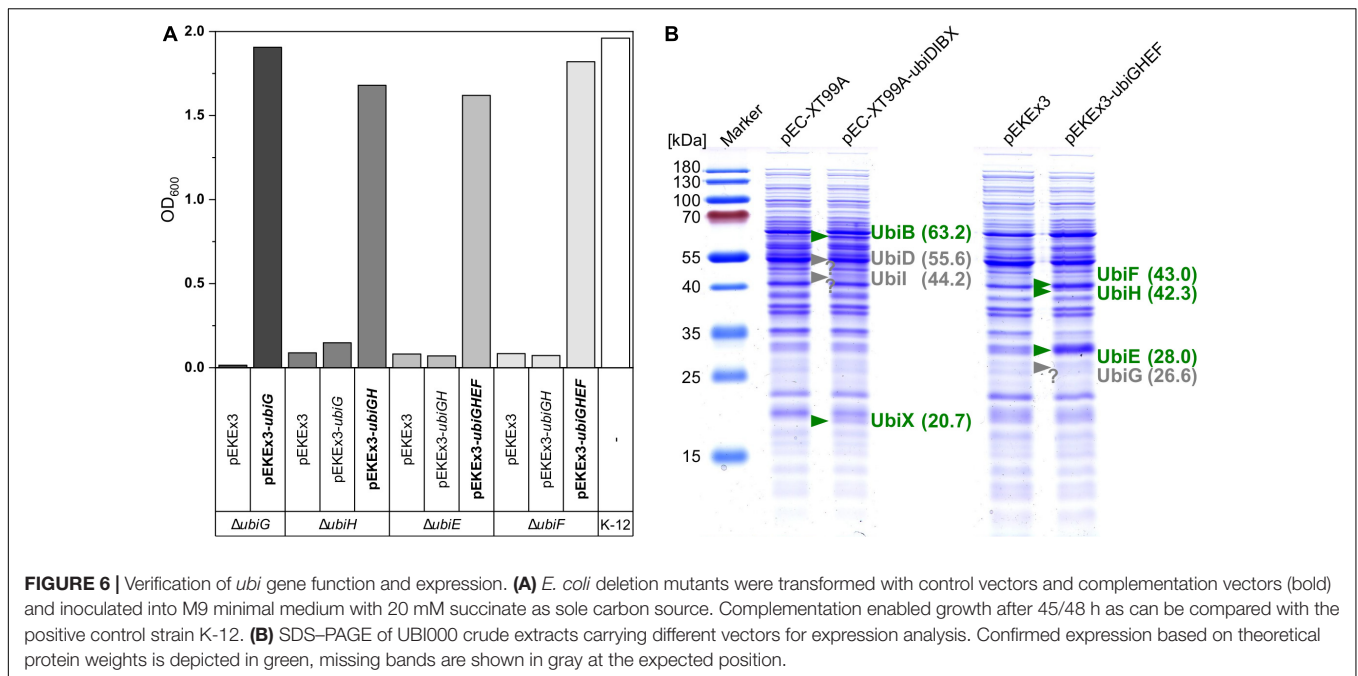 A
2.0
1.5
1.0
0.5
0.0
OD600
pEKEx3
pEKEx3-ubiG
pEKEx3
pEKEx3-ubiG
pEKEx3-ubiGH
pEKEx3
pEKEx3-ubiGH
pEKEx3-ubiGHEF
pEKEx3
pEKEx3-ubiGH
pEKEx3-ubiGHEF
-
ΔubiG
ΔubiH
ΔubiE
ΔubiF
K-12
B
[kDa]
Marker
pEC-XT99A
pEC-XT99A-ubiDIBX
pEKEx3
pEKEx3-ubiGHEF
180
130
100
70
55
40
35
25
15
UbiB (63.2)
UbiD (55.6)
?
UbiI (44.2)
?
UbiX (20.7)
UbiF (43.0)
UbiH (42.3)
UbiE (28.0)
UbiG (26.6)
?
FIGURE 6 | Verification of ubi gene function and expression. (A) E. coli deletion mutants were transformed with control vectors and complementation vectors (bold)
and inoculated into M9 minimal medium with 20 mM succinate as sole carbon source. Complementation enabled growth after 45/48 h as can be compared with the
positive control strain K-12. (B) SDS–PAGE of UBI000 crude extracts carrying different vectors for expression analysis. Confirmed expression based on theoretical
protein weights is depicted in green, missing bands are shown in gray at the expected position.